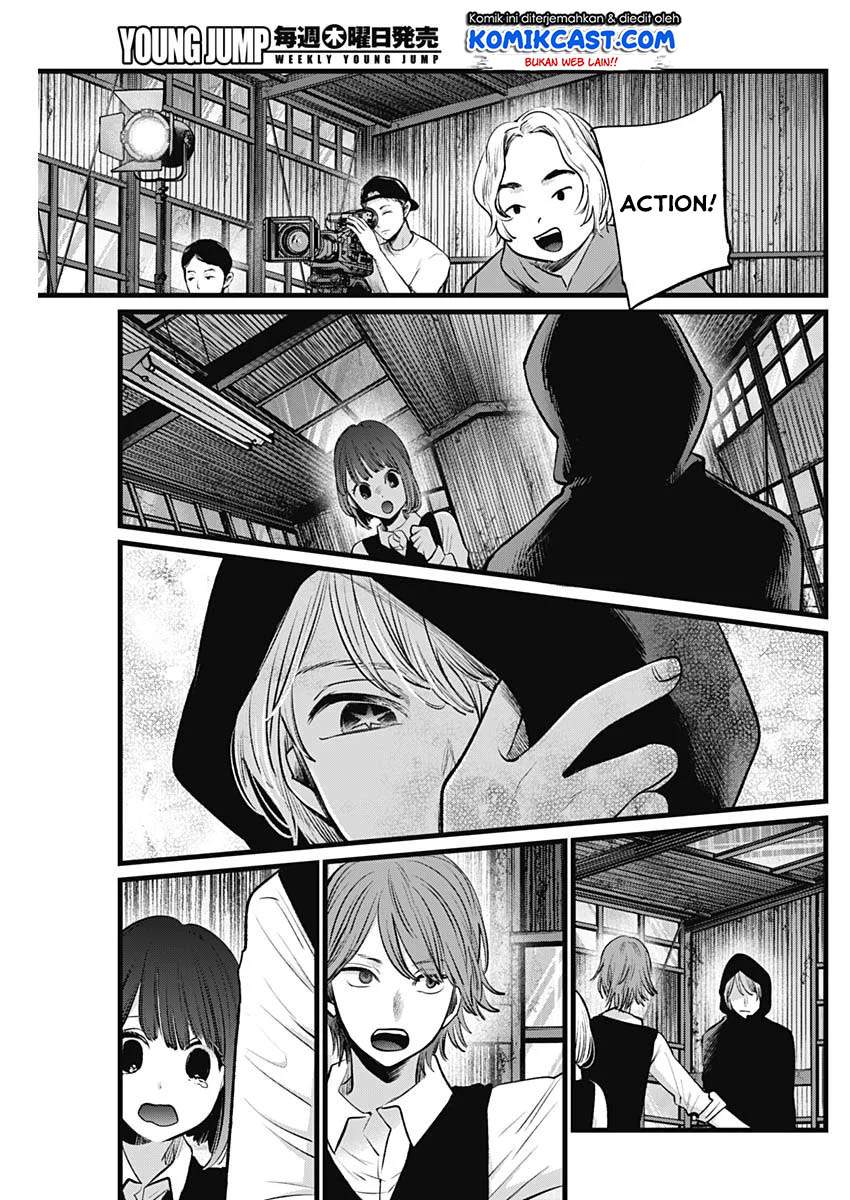 YOUNG JUMP 毎週木曜日発売
WEEKLY YOUNG JUMP
Komik ini diterjemahkan & diedit oleh
KOMIKCAST.COM
BUKAN WEB LAIN!!
ACTION!